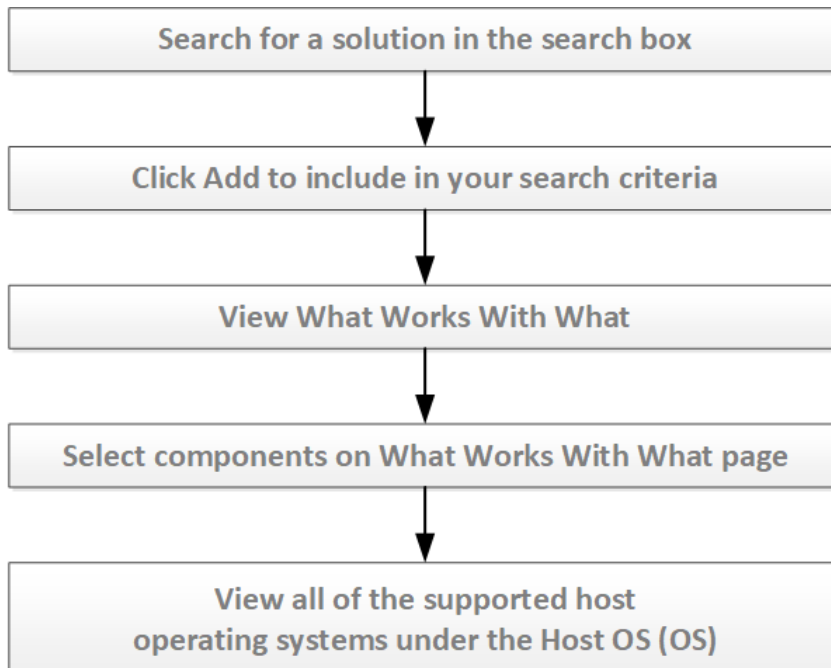 Search for a solution in the search box
Click Add to include in your search criteria
View What Works With What
Select components on What Works With What page
View all of the supported host
operating systems under the Host OS (OS)